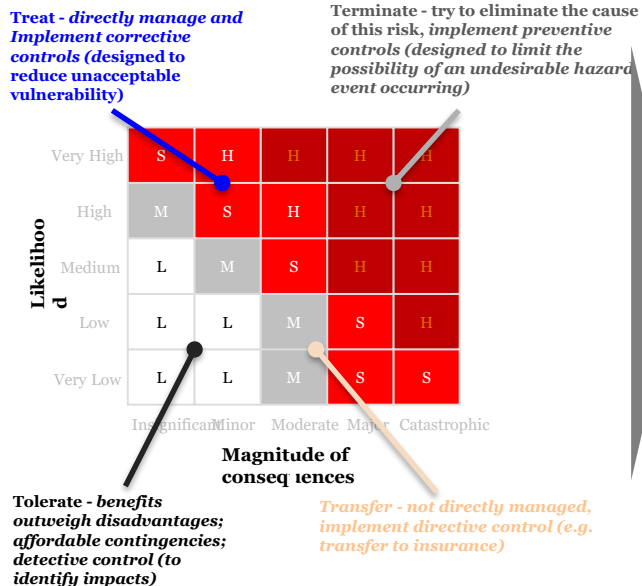 Treat - directly manage and
Implement corrective
controls (designed to
reduce unacceptable
vulnerability)
Terminate - try to eliminate the cause
of this risk, implement preventive
controls (designed to limit the
possibility of an undesirable hazard
event occurring)
Likelihoo
d
Very High S H H H H
High M S H H H
Medium L M S H H
Low L L M S H
Very Low L L M S S
Insignificant Minor Moderate Major Catastrophic
Magnitude of
consequences
Tolerate - benefits
outweigh disadvantages;
affordable contingencies;
detective control (to
identify impacts)
Transfer - not directly managed,
implement directive control (e.g.
transfer to insurance)